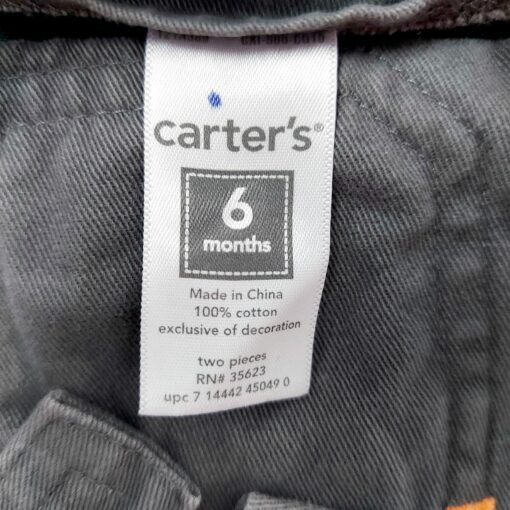 carter's®
6
months
Made in China
100% cotton
exclusive of decoration
two pieces
RN# 35623
upc 7 14442 45049 0